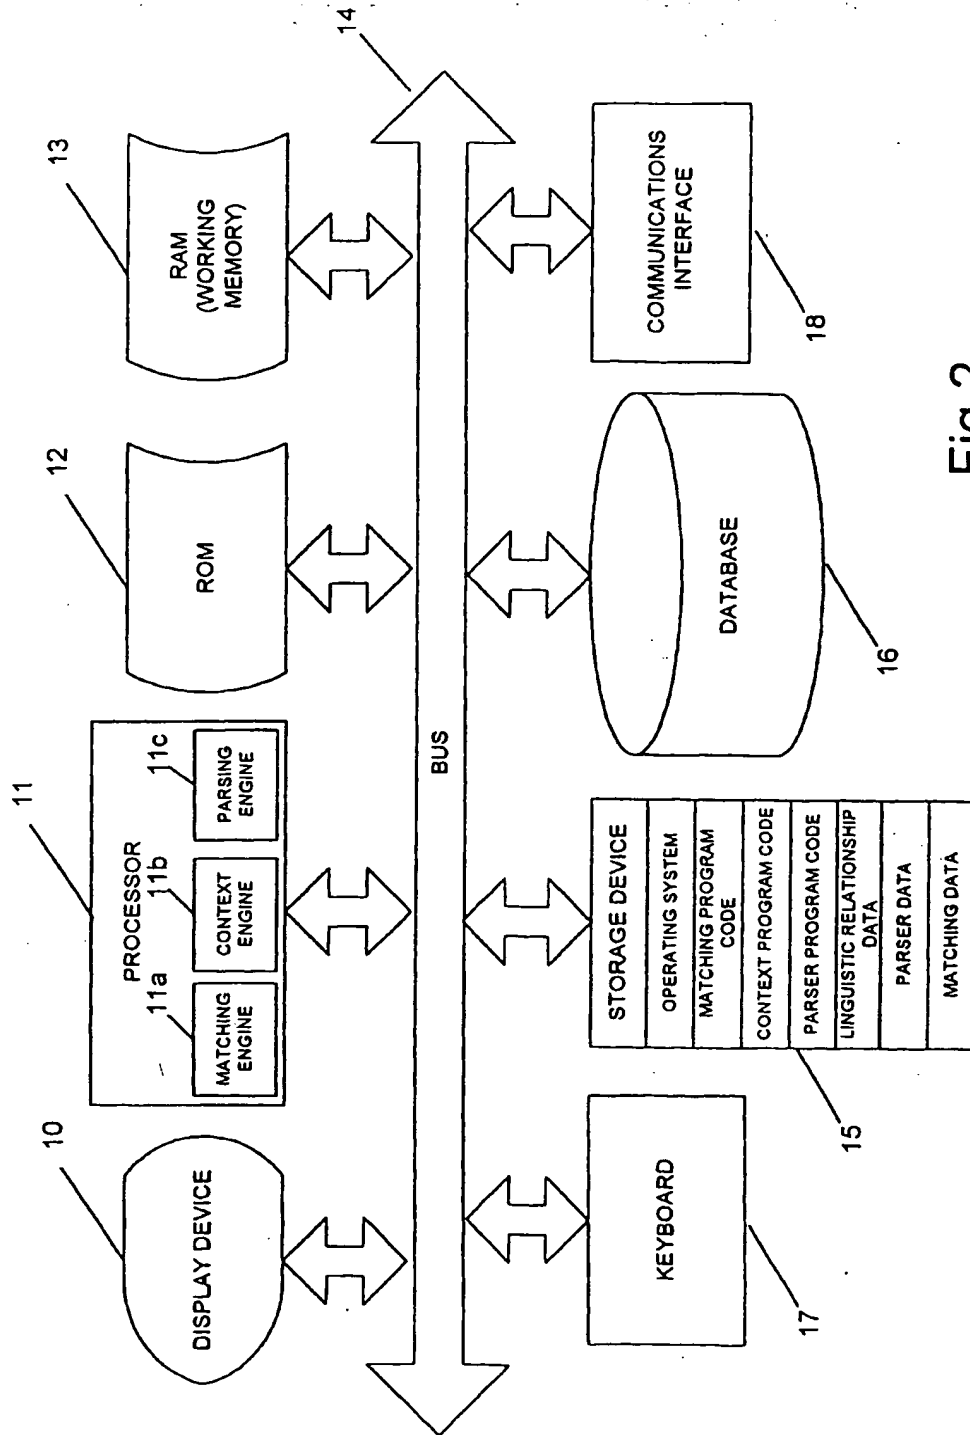 10
DISPLAY DEVICE
11
PROCESSOR
11a
MATCHING
ENGINE
11b
CONTEXT
ENGINE
11c
PARSING
ENGINE
12
ROM
13
RAM
(WORKING
MEMORY)
14
BUS
KEYBOARD
17
STORAGE DEVICE
OPERATING SYSTEM
MATCHING PROGRAM
CODE
CONTEXT PROGRAM CODE
PARSER PROGRAM CODE
LINGUISTIC RELATIONSHIP
DATA
PARSER DATA
MATCHING DATA
15
DATABASE
16
COMMUNICATIONS
INTERFACE
18
Fig 2